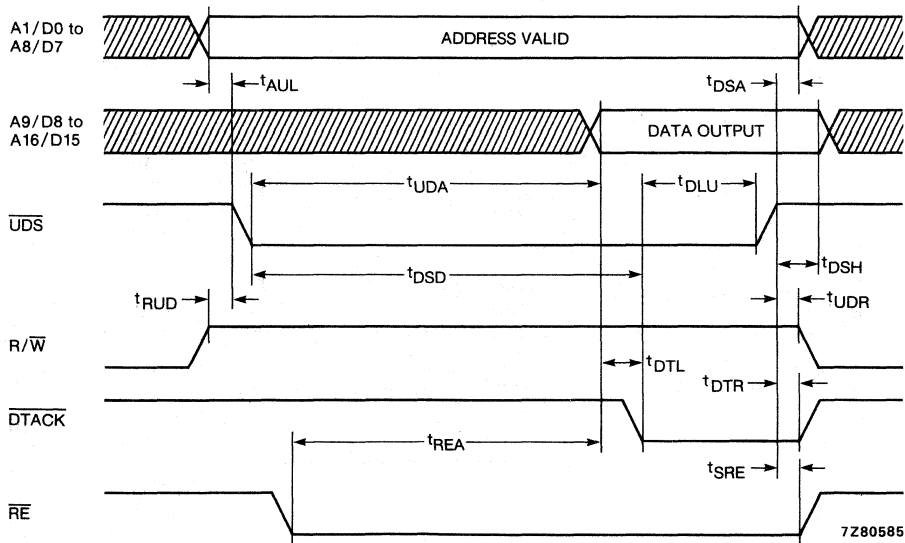 A1/D0 to
A8/D7
ADDRESS VALID
tAUL
tDSA
A9/D8 to
A16/D15
DATA OUTPUT
tUDA
tDLU
UDS
tDSD
tDSH
tRUD
tUDR
R/W
tDTL
tDTR
DTACK
tREA
tSRE
RE
7Z80585